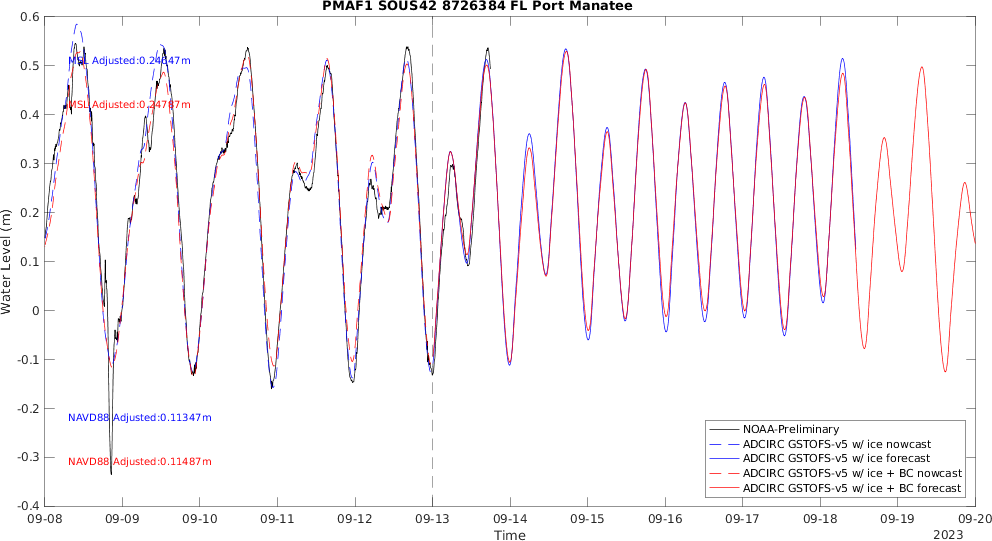 PMAF1 SOUS42 8726384 FL Port Manatee
0.6
0.5
0.4
0.3
0.2
0.1
0
-0.1
-0.2
-0.3
-0.4
Water Level (m)
MSL Adjusted:0.24647m
MSL Adjusted:0.24787m
NAVD88 Adjusted:0.11347m
NAVD88 Adjusted:0.11487m
NOAA-Preliminary
ADCIRC GSTOFS-v5 w/ ice nowcast
ADCIRC GSTOFS-v5 w/ ice forecast
ADCIRC GSTOFS-v5 w/ ice + BC nowcast
ADCIRC GSTOFS-v5 w/ ice + BC forecast
09-08 09-09 09-10 09-11 09-12 09-13 09-14 09-15 09-16 09-17 09-18 09-19 09-20
Time
2023